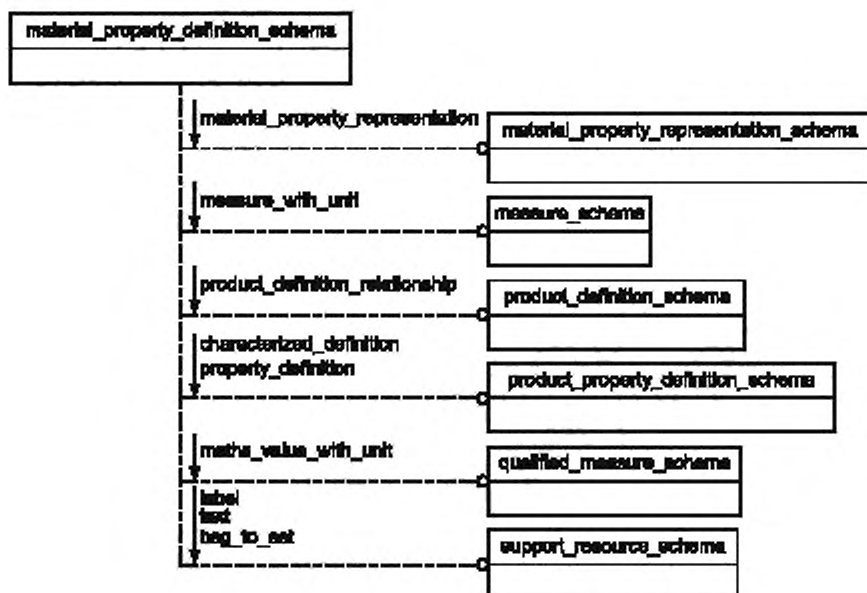 material_property_definition_schema
material_property_representation
material_property_representation_schema
measure_with_unit
measure_schema
product_definition_relationship
product_definition_schema
characterized_definition
property_definition
product_property_definition_schema
maths_value_with_unit
qualified_measure_schema
label
text
bag_to_set
support_resource_schema